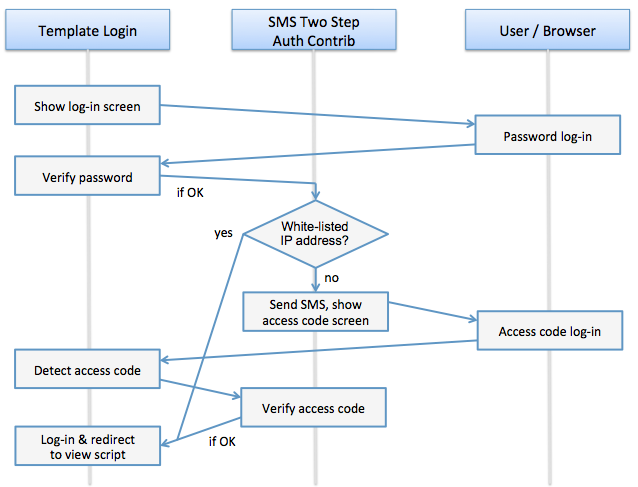 Template Login
SMS Two Step
Auth Contrib
User / Browser
Show log-in screen
Password log-in
Verify password
if OK
White-listed
IP address?
yes
no
Send SMS, show
access code screen
Access code log-in
Detect access code
Verify access code
Log-in & redirect
to view script
if OK